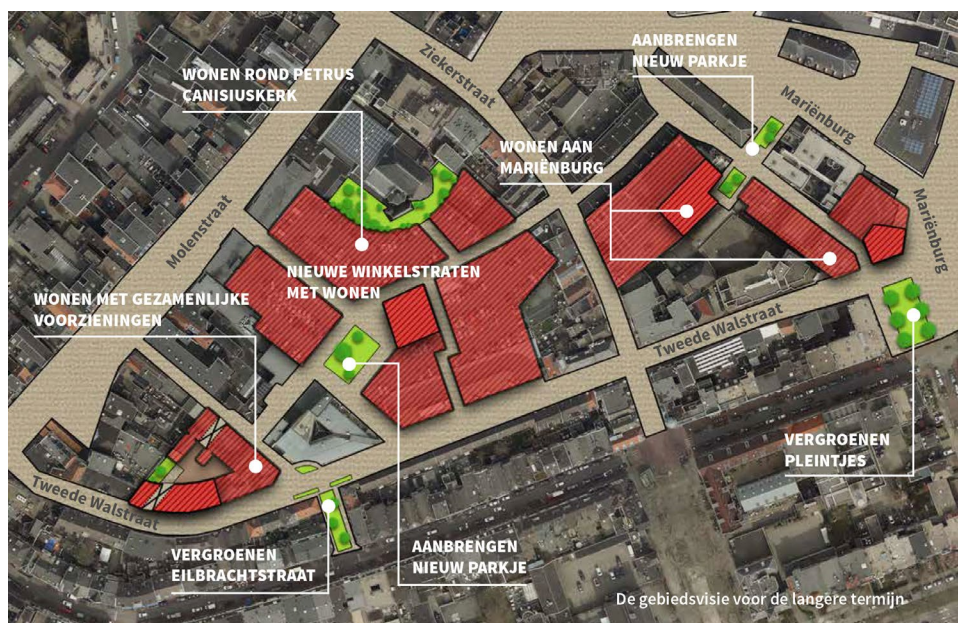 AANBRENGEN
NIEUW PARKJE
Ziekerstraat
WONEN ROND PETRUS
CANISIUSKERK
Mariënburg
WONEN AAN
MARIËNBURG
Molenstraat
Mariënburg
NIEUWE WINKELSTRATEN
MET WONEN
WONEN MET GEZAMENLIJKE
VOORZIENINGEN
Tweede Walstraat
VERGROENEN
PLEINTJES
Tweede Walstraat
VERGROENEN
EILBRACHTSTRAAT
AANBRENGEN
NIEUW PARKJE
De gebiedsvisie voor de langere termijn